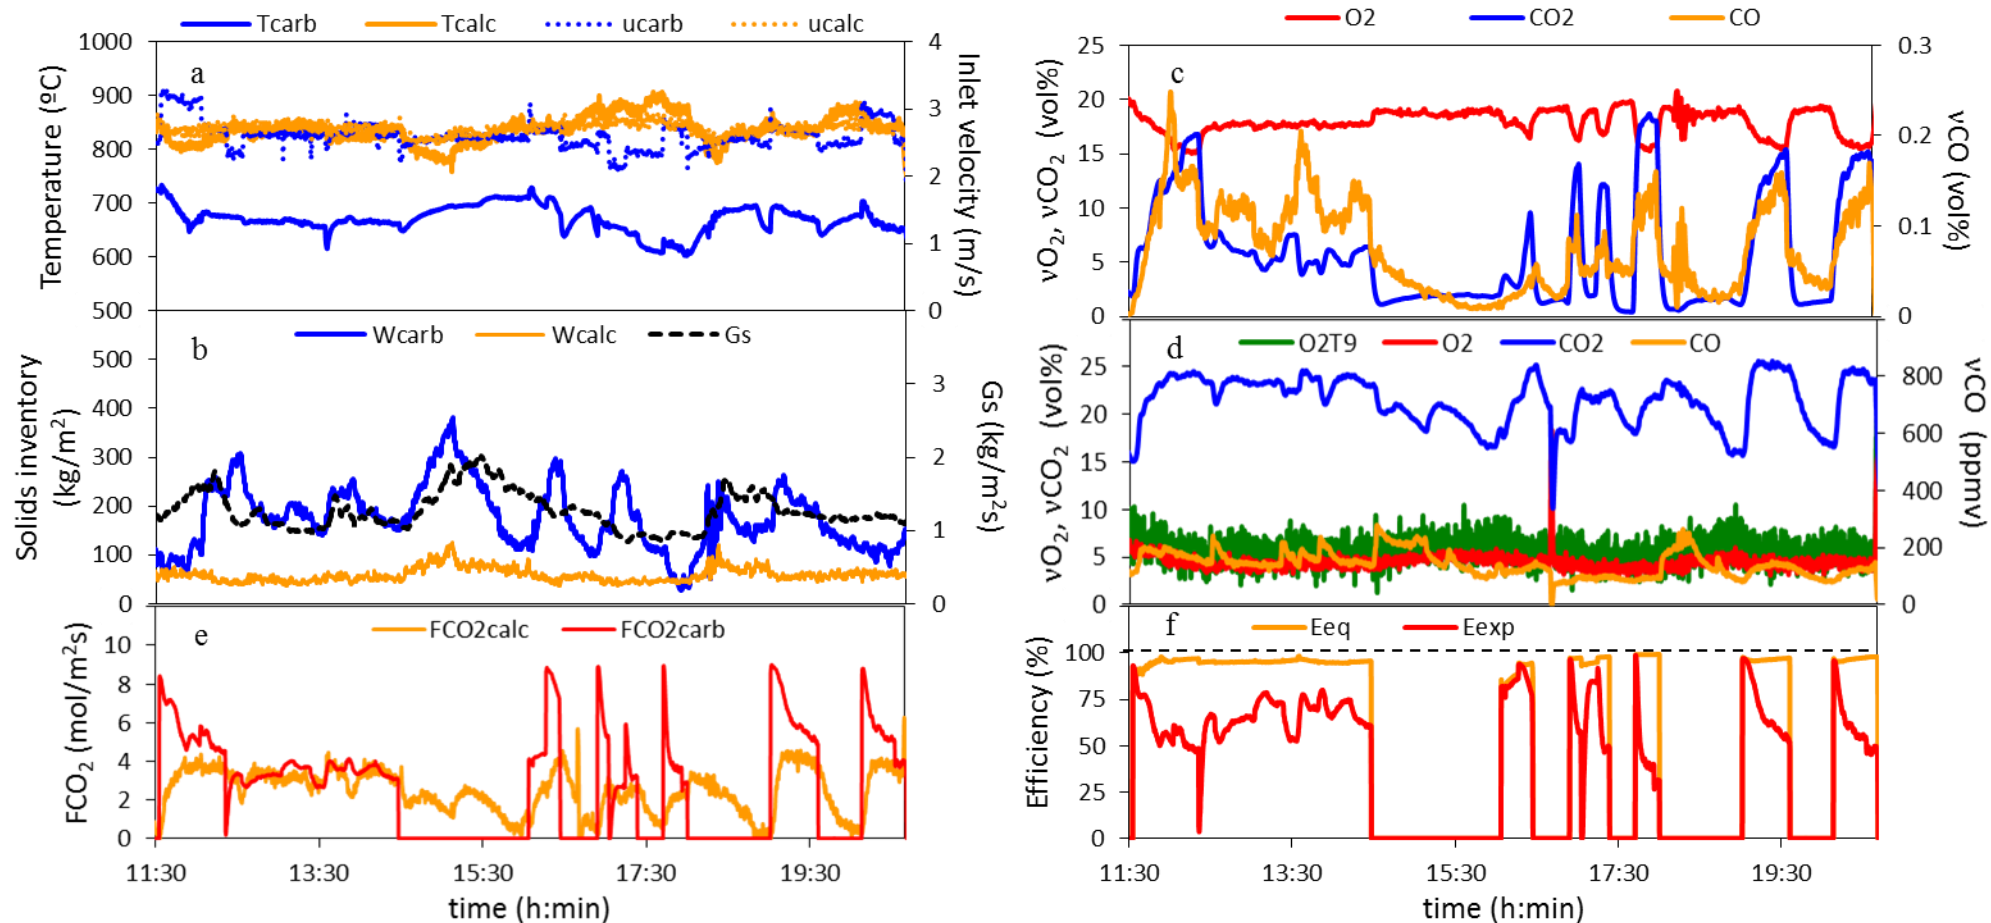 Tcarb Tcalc ucarb ucalc
a
1000
900
800
700
600
500
Temperature (ºC)
4
3
2
1
0
Inlet velocity (m/s)
Wcarb Wcalc Gs
b
500
400
300
200
100
0
Solids inventory
(kg/m²)
3
2
1
0
Gs (kg/m²s)
FCO2calc FCO2carb
e
10
8
6
4
2
0
FCO₂ (mol/m²s)
11:30 13:30 15:30 17:30 19:30
time (h:min)
O2 CO2 CO
c
25
20
15
10
5
0
vO₂, vCO₂ (vol%)
0.3
0.2
0.1
0
vCO (vol%)
O2T9 O2 CO2 CO
d
25
20
15
10
5
0
vO₂, vCO₂ (vol%)
800
600
400
200
0
vCO (ppmv)
Eeq Eexp
f
100
75
50
25
0
Efficiency (%)
11:30 13:30 15:30 17:30 19:30
time (h:min)